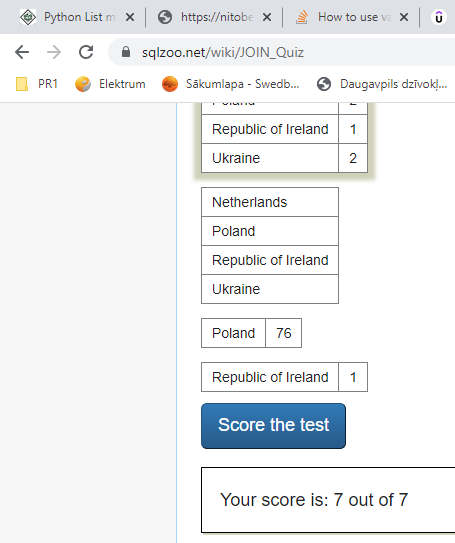 Python List m
https://nitobe
How to use va
sqlzoo.net/wiki/JOIN_Quiz
PR1
Elektrum
Sākumlapa - Swedb...
Daugavpils dzīvokļ...
Poland 2
Republic of Ireland 1
Ukraine 2
Netherlands
Poland
Republic of Ireland
Ukraine
Poland 76
Republic of Ireland 1
Score the test
Your score is: 7 out of 7